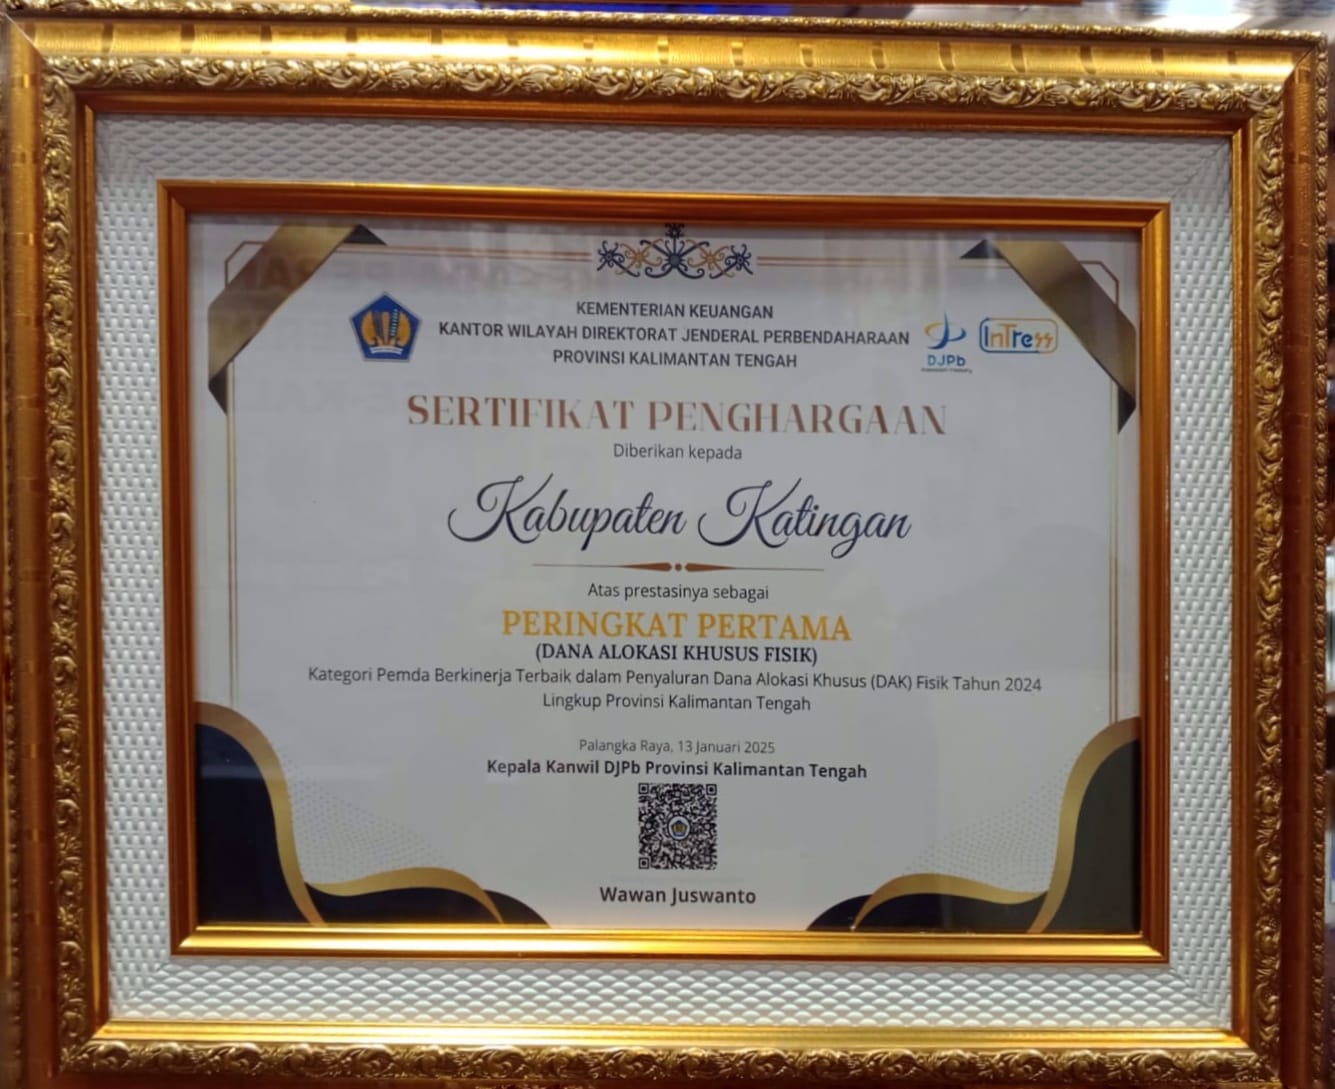 KEMENTERIAN KEUANGAN
KANTOR WILAYAH DIREKTORAT JENDERAL PERBENDAHARAAN
PROVINSI KALIMANTAN TENGAH
DJPb
InTress
SERTIFIKAT PENGHARGAAN
Diberikan kepada
Kabupaten Katingan
Atas prestasinya sebagai
PERINGKAT PERTAMA
(DANA ALOKASI KHUSUS FISIK)
Kategori Pemda Berkinerja Terbaik dalam Penyaluran Dana Alokasi Khusus (DAK) Fisik Tahun 2024
Lingkup Provinsi Kalimantan Tengah
Palangka Raya, 13 Januari 2025
Kepala Kanwil DJPb Provinsi Kalimantan Tengah
Wawan Juswanto